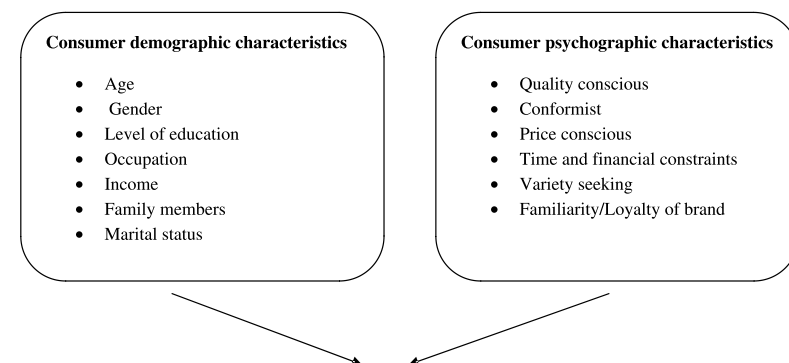 Consumer demographic characteristics
• Age
• Gender
• Level of education
• Occupation
• Income
• Family members
• Marital status
Consumer psychographic characteristics
• Quality conscious
• Conformist
• Price conscious
• Time and financial constraints
• Variety seeking
• Familiarity/Loyalty of brand